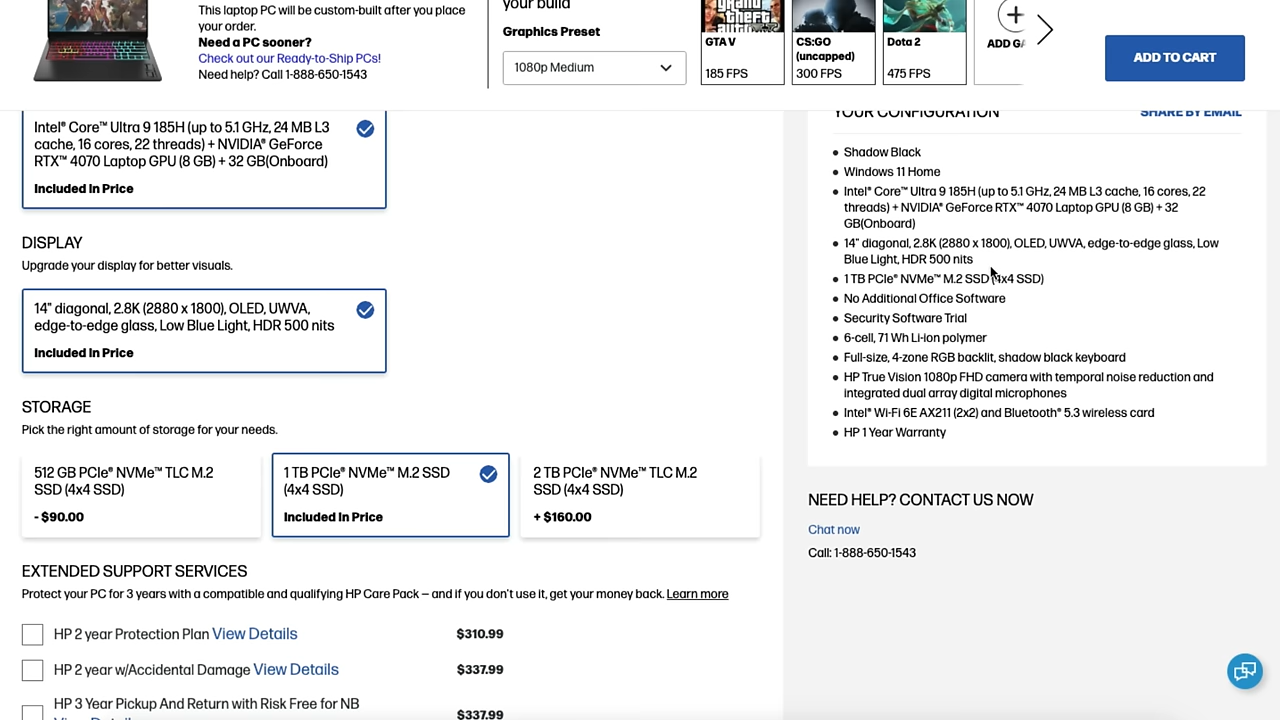 This laptop PC will be custom-built after you place
your order.
Need a PC sooner?
Check out our Ready-to-Ship PCs!
Need help? Call 1-888-650-1543
your build
Graphics Preset
1080p Medium
GTA V
185 FPS
CS:GO
(uncapped)
300 FPS
Dota 2
475 FPS
ADD GA
ADD TO CART
Intel® Core™ Ultra 9 185H (up to 5.1 GHz, 24 MB L3
cache, 16 cores, 22 threads) + NVIDIA® GeForce
RTX™ 4070 Laptop GPU (8 GB) + 32 GB(Onboard)
Included In Price
DISPLAY
Upgrade your display for better visuals.
14" diagonal, 2.8K (2880 x 1800), OLED, UWVA,
edge-to-edge glass, Low Blue Light, HDR 500 nits
Included In Price
STORAGE
Pick the right amount of storage for your needs.
512 GB PCIe® NVMe™ TLC M.2
SSD (4x4 SSD)
- $90.00
1 TB PCIe® NVMe™ M.2 SSD
(4x4 SSD)
Included In Price
2 TB PCIe® NVMe™ TLC M.2
SSD (4x4 SSD)
+ $160.00
EXTENDED SUPPORT SERVICES
Protect your PC for 3 years with a compatible and qualifying HP Care Pack – and if you don't use it, get your money back. Learn more
HP 2 year Protection Plan View Details $310.99
HP 2 year w/Accidental Damage View Details $337.99
HP 3 Year Pickup And Return with Risk Free for NB
View Details
$337.99
YOUR CONFIGURATION
SHARE BY EMAIL
Shadow Black
Windows 11 Home
Intel® Core™ Ultra 9 185H (up to 5.1 GHz, 24 MB L3 cache, 16 cores, 22
threads) + NVIDIA® GeForce RTX™ 4070 Laptop GPU (8 GB) + 32
GB(Onboard)
14" diagonal, 2.8K (2880 x 1800), OLED, UWVA, edge-to-edge glass, Low
Blue Light, HDR 500 nits
1 TB PCIe® NVMe™ M.2 SSD (4x4 SSD)
No Additional Office Software
Security Software Trial
6-cell, 71 Wh Li-ion polymer
Full-size, 4-zone RGB backlit, shadow black keyboard
HP True Vision 1080p FHD camera with temporal noise reduction and
integrated dual array digital microphones
Intel® Wi-Fi 6E AX211 (2x2) and Bluetooth® 5.3 wireless card
HP 1 Year Warranty
NEED HELP? CONTACT US NOW
Chat now
Call: 1-888-650-1543